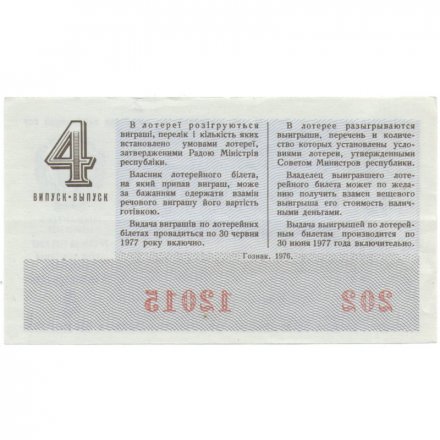 4
ВИПУСК-ВЫПУСК
В лотереї розігруються
виграші, перелік і кількість яких
встановлено умовами лотереї,
затвердженими Радою Міністрів
республіки.
Власник лотерейного білета,
на який припав виграш, може
за бажанням одержати взамін
речового виграшу його вартість
готівкою.
Видача виграшів по лотерейних
білетах провадиться по 30 червня
1977 року включно.
В лотерее разыгрываются
выигрыши, перечень и количе-
ство которых установлены усло-
виями лотереи, утвержденными
Советом Министров республики.
Владелец выигравшего лоте-
рейного билета может по жела-
нию получить взамен вещевого
выигрыша его стоимость налич-
ными деньгами.
Выдача выигрышей по лотерей-
ным билетам производится по
30 июня 1977 года включительно.
Гознак. 1976.
12015
202